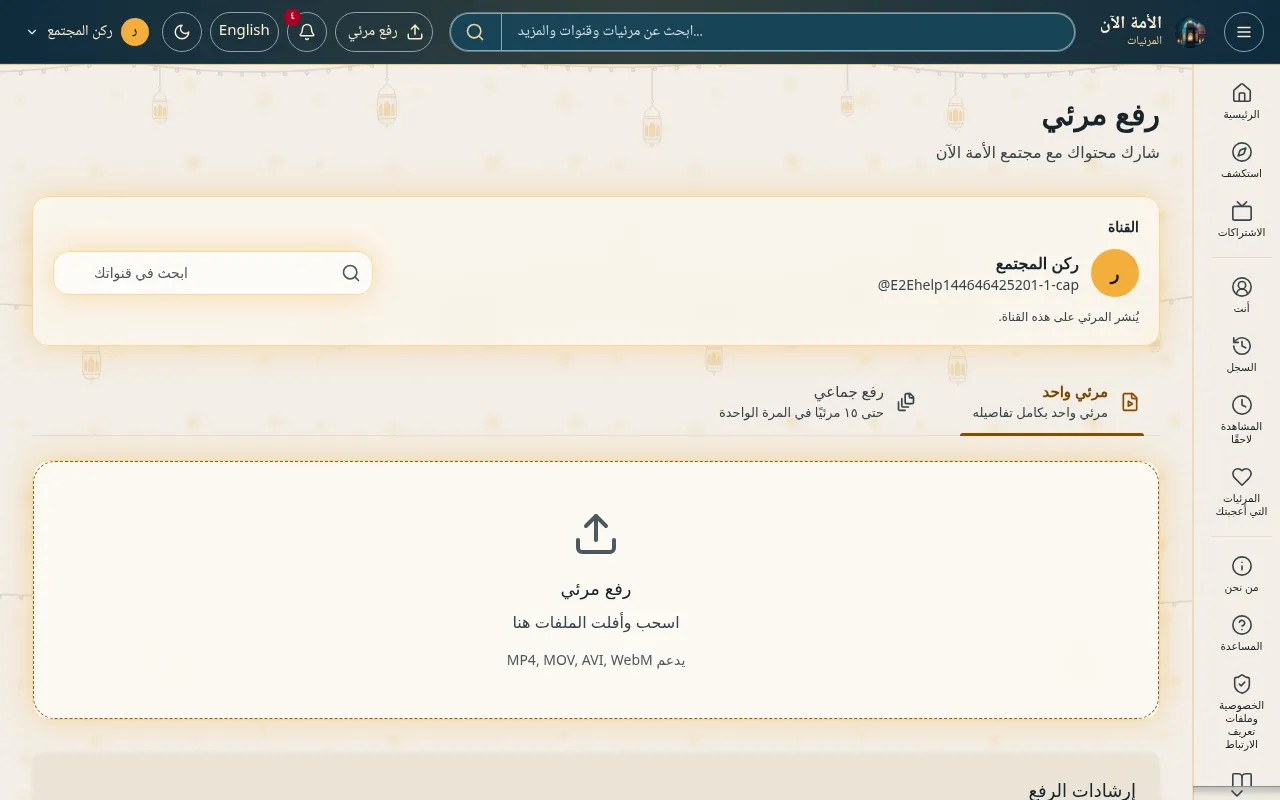 الأمة الآن
المرئيات
ابحث عن مرئيات وقنوات والمزيد...
رفع مرئي
٤
English
ر
ركن المجتمع
الرئيسية
استكشف
الاشتراكات
أنت
السجل
المشاهدة
لاحقًا
المرئيات
التي أعجبتك
من نحن
المساعدة
الخصوصية
وملفات
تعريف
الارتباط
رفع مرئي
شارك محتواك مع مجتمع الأمة الآن
القناة
ر
ركن المجتمع
@E2Ehelp144646425201-1-cap
يُنشر المرئي على هذه القناة.
ابحث في قنواتك
مرئي واحد
مرئي واحد بكامل تفاصيله
رفع جماعي
حتى ١٥ مرئيًا في المرة الواحدة
رفع مرئي
اسحب وأفلت الملفات هنا
يدعم MP4, MOV, AVI, WebM
إرشادات الرفع